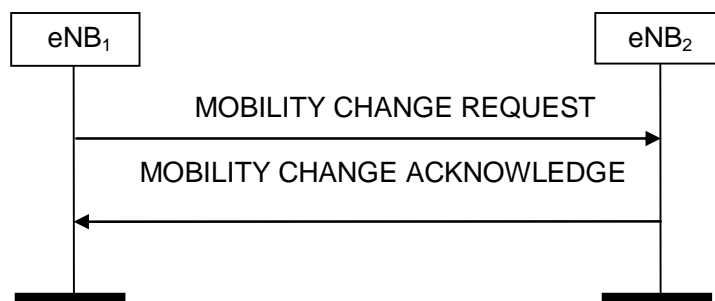 eNB₁ eNB₂
MOBILITY CHANGE REQUEST
MOBILITY CHANGE ACKNOWLEDGE